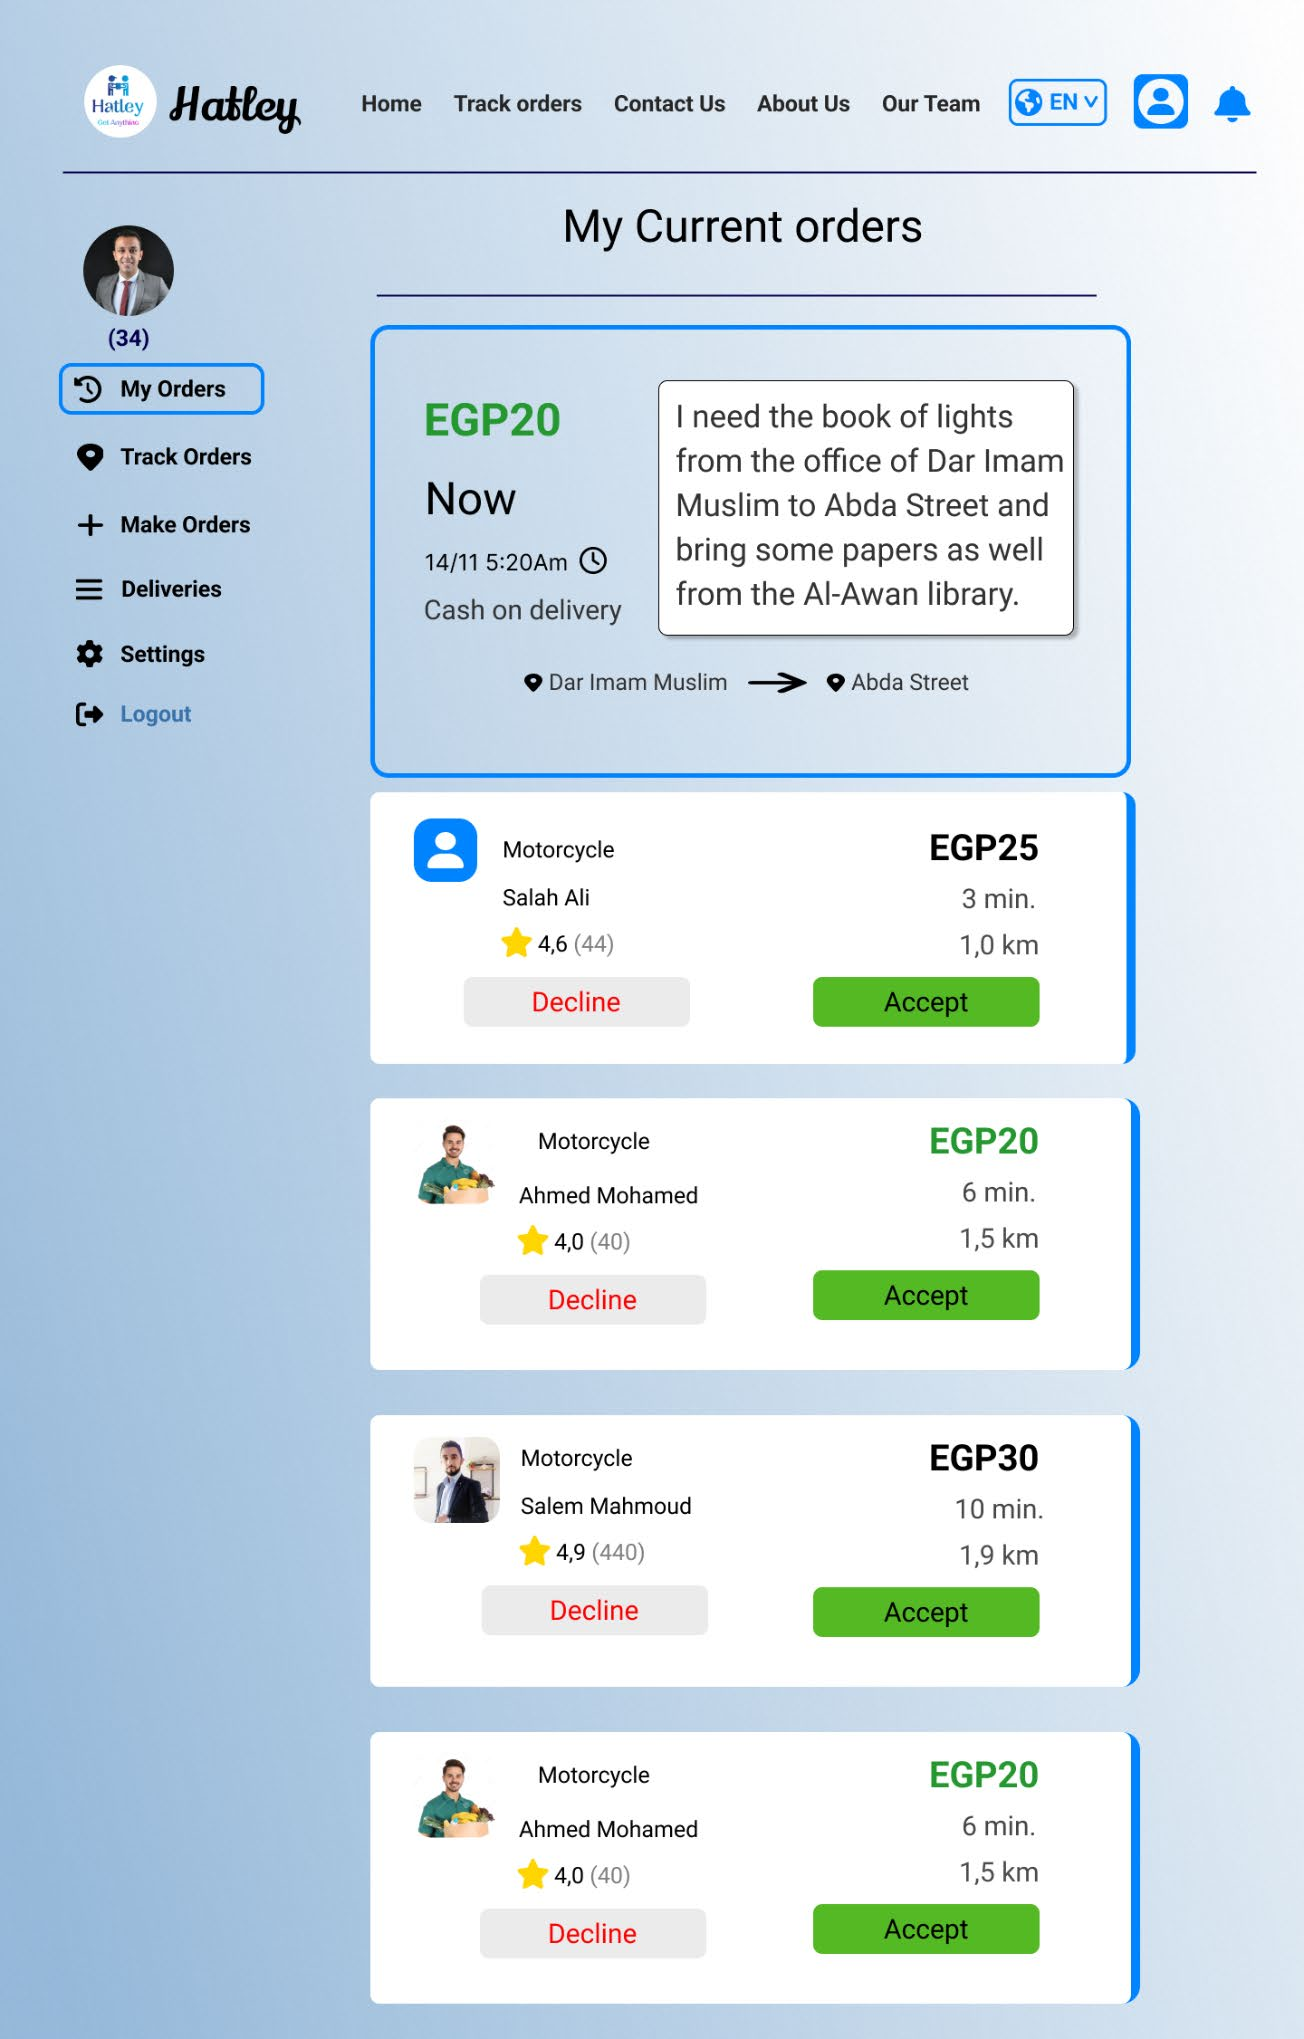 Hatley
Get Anything
Hatley
Home
Track orders
Contact Us
About Us
Our Team
EN
My Current orders
(34)
My Orders
Track Orders
Make Orders
Deliveries
Settings
Logout
EGP20
Now
14/11 5:20Am
Cash on delivery
I need the book of lights
from the office of Dar Imam
Muslim to Abda Street and
bring some papers as well
from the Al-Awan library.
Dar Imam Muslim
Abda Street
Motorcycle
Salah Ali
4,6 (44)
Decline
EGP25
3 min.
1,0 km
Accept
Motorcycle
Ahmed Mohamed
4,0 (40)
Decline
EGP20
6 min.
1,5 km
Accept
Motorcycle
Salem Mahmoud
4,9 (440)
Decline
EGP30
10 min.
1,9 km
Accept
Motorcycle
Ahmed Mohamed
4,0 (40)
Decline
EGP20
6 min.
1,5 km
Accept